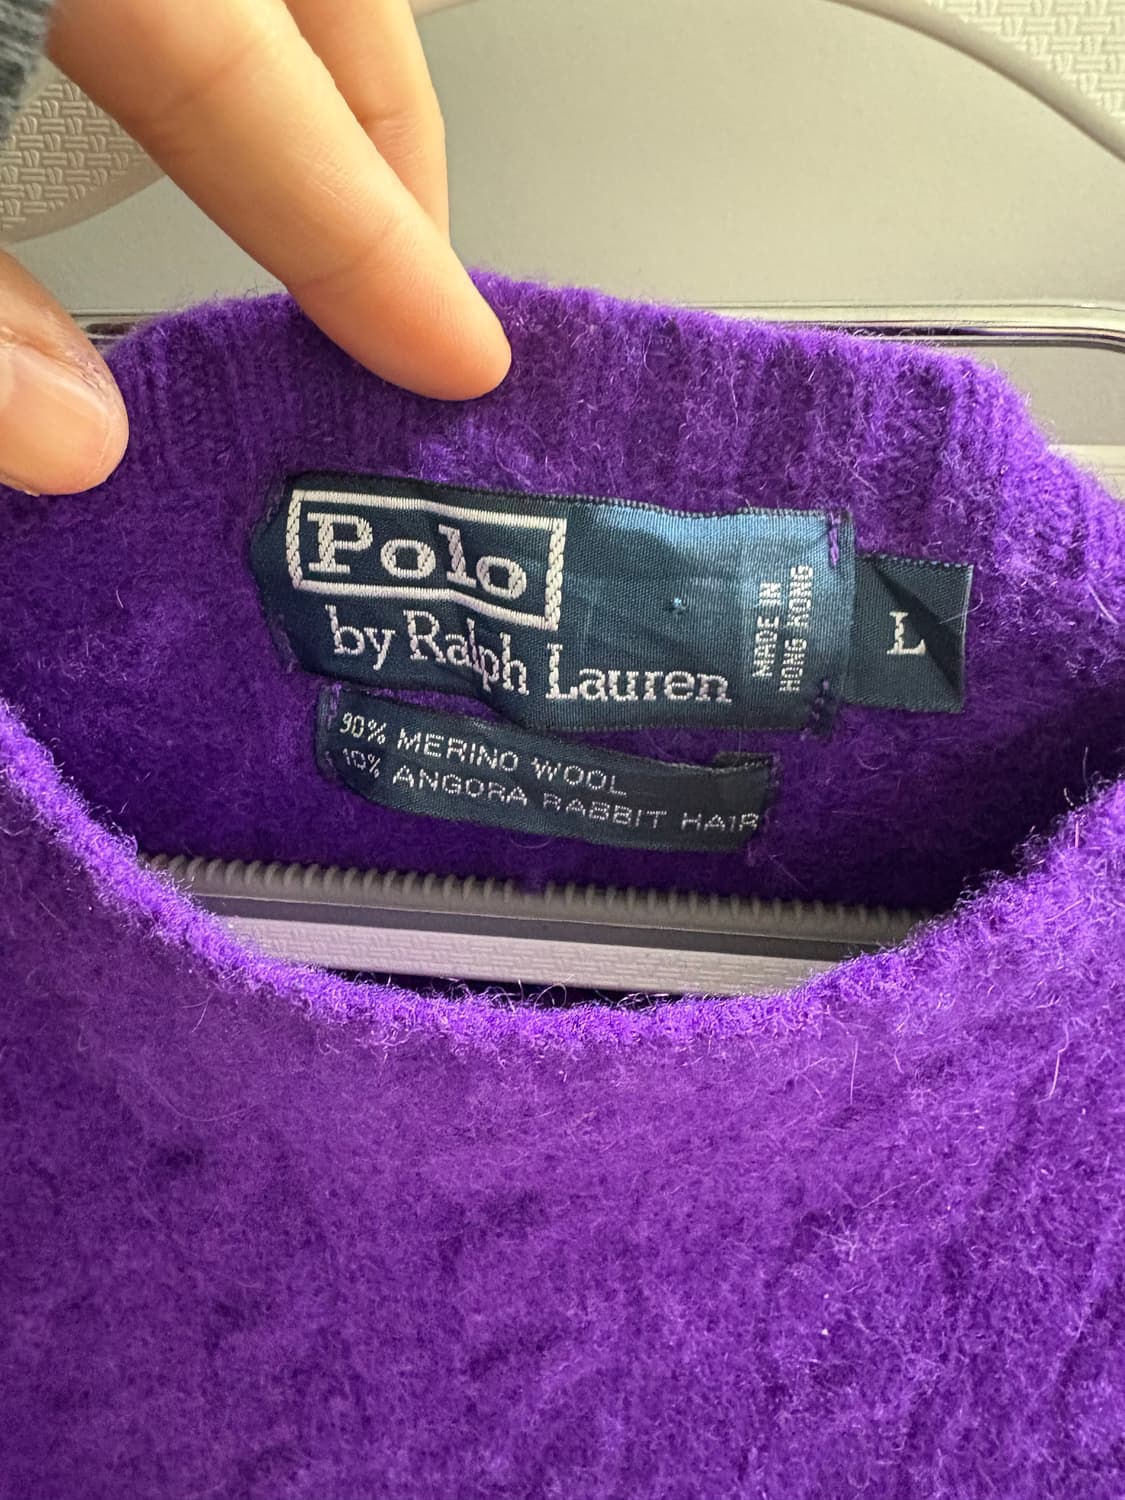 Polo
by Ralph Lauren
MADE IN
HONG KONG
L
90% MERINO WOOL
10% ANGORA RABBIT HAIR